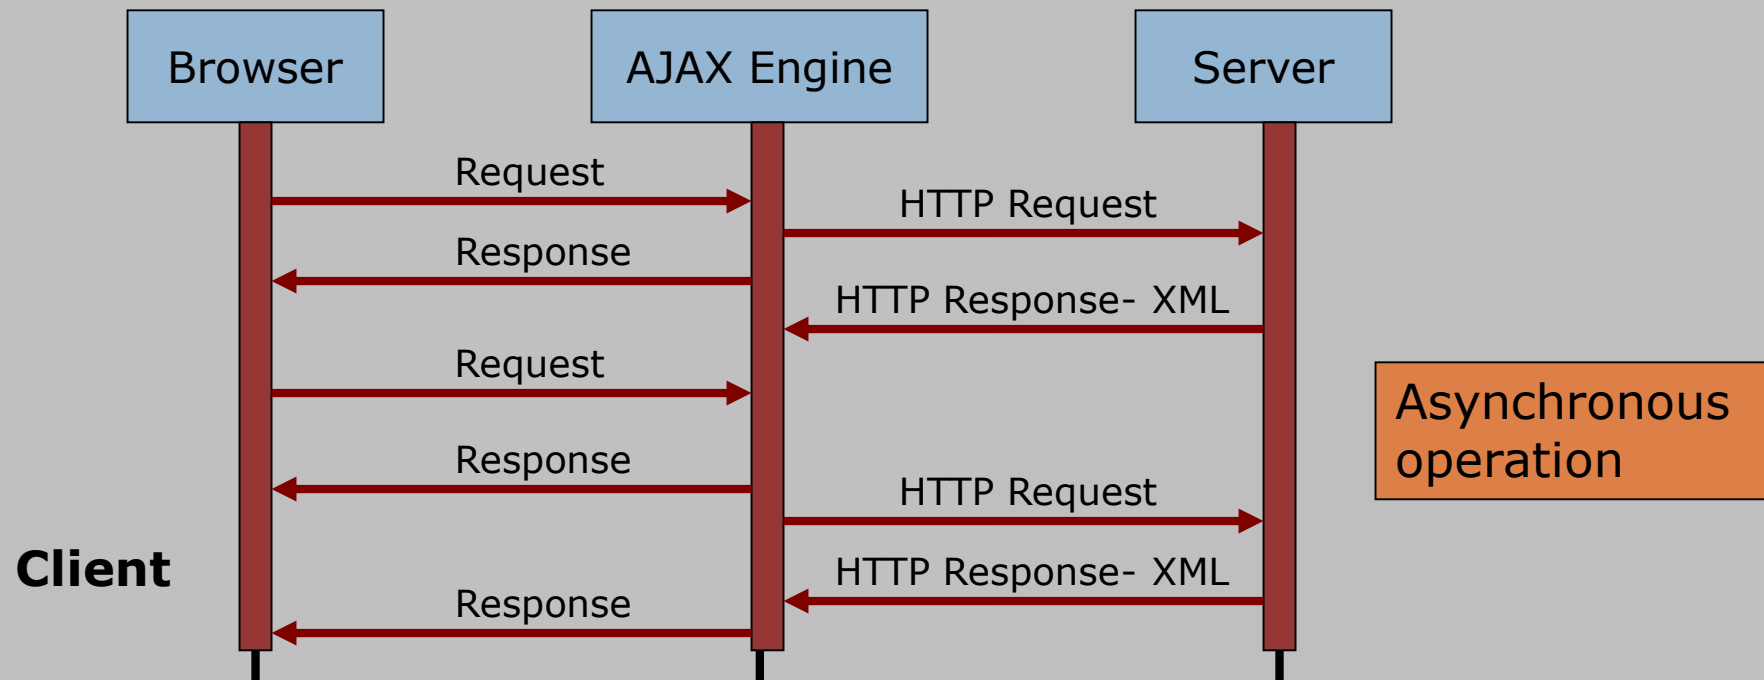 Browser
AJAX Engine
Server
Request
HTTP Request
Response
HTTP Response- XML
Request
Asynchronous
operation
Response
HTTP Request
Client
HTTP Response- XML
Response